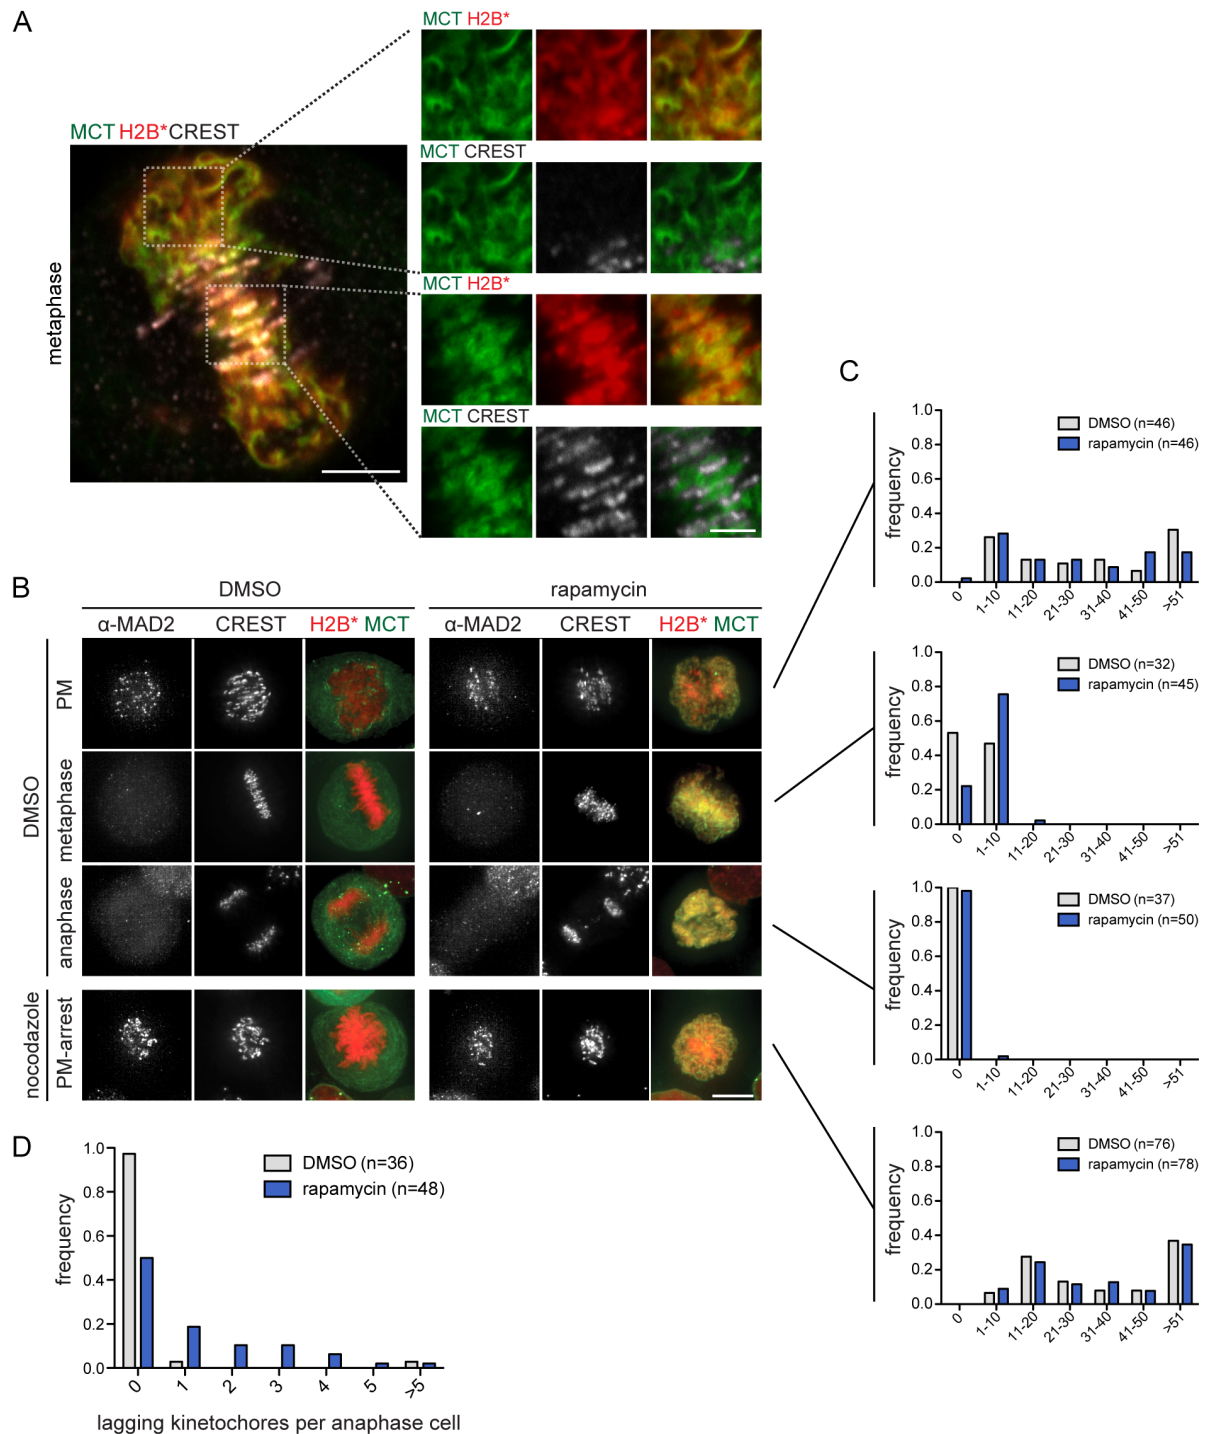 A
MCT H2B*
MCT H2B*CREST
MCT CREST
metaphase
MCT H2B*
MCT CREST
B
DMSO
rapamycin
α-MAD2 CREST H2B* MCT
α-MAD2 CREST H2B* MCT
DMSO
PM
metaphase
anaphase
nocodazole
PM-arrest
C
frequency
1.0
0.8
0.6
0.4
0.2
0.0
DMSO (n=46)
rapamycin (n=46)
0 1-10 11-20 21-30 31-40 41-50 >51
frequency
1.0
0.8
0.6
0.4
0.2
0.0
DMSO (n=32)
rapamycin (n=45)
0 1-10 11-20 21-30 31-40 41-50 >51
frequency
1.0
0.8
0.6
0.4
0.2
0.0
DMSO (n=37)
rapamycin (n=50)
0 1-10 11-20 21-30 31-40 41-50 >51
frequency
1.0
0.8
0.6
0.4
0.2
0.0
DMSO (n=76)
rapamycin (n=78)
0 1-10 11-20 21-30 31-40 41-50 >51
D
frequency
1.0
0.8
0.6
0.4
0.2
0.0
DMSO (n=36)
rapamycin (n=48)
0 1 2 3 4 5 >5
lagging kinetochores per anaphase cell